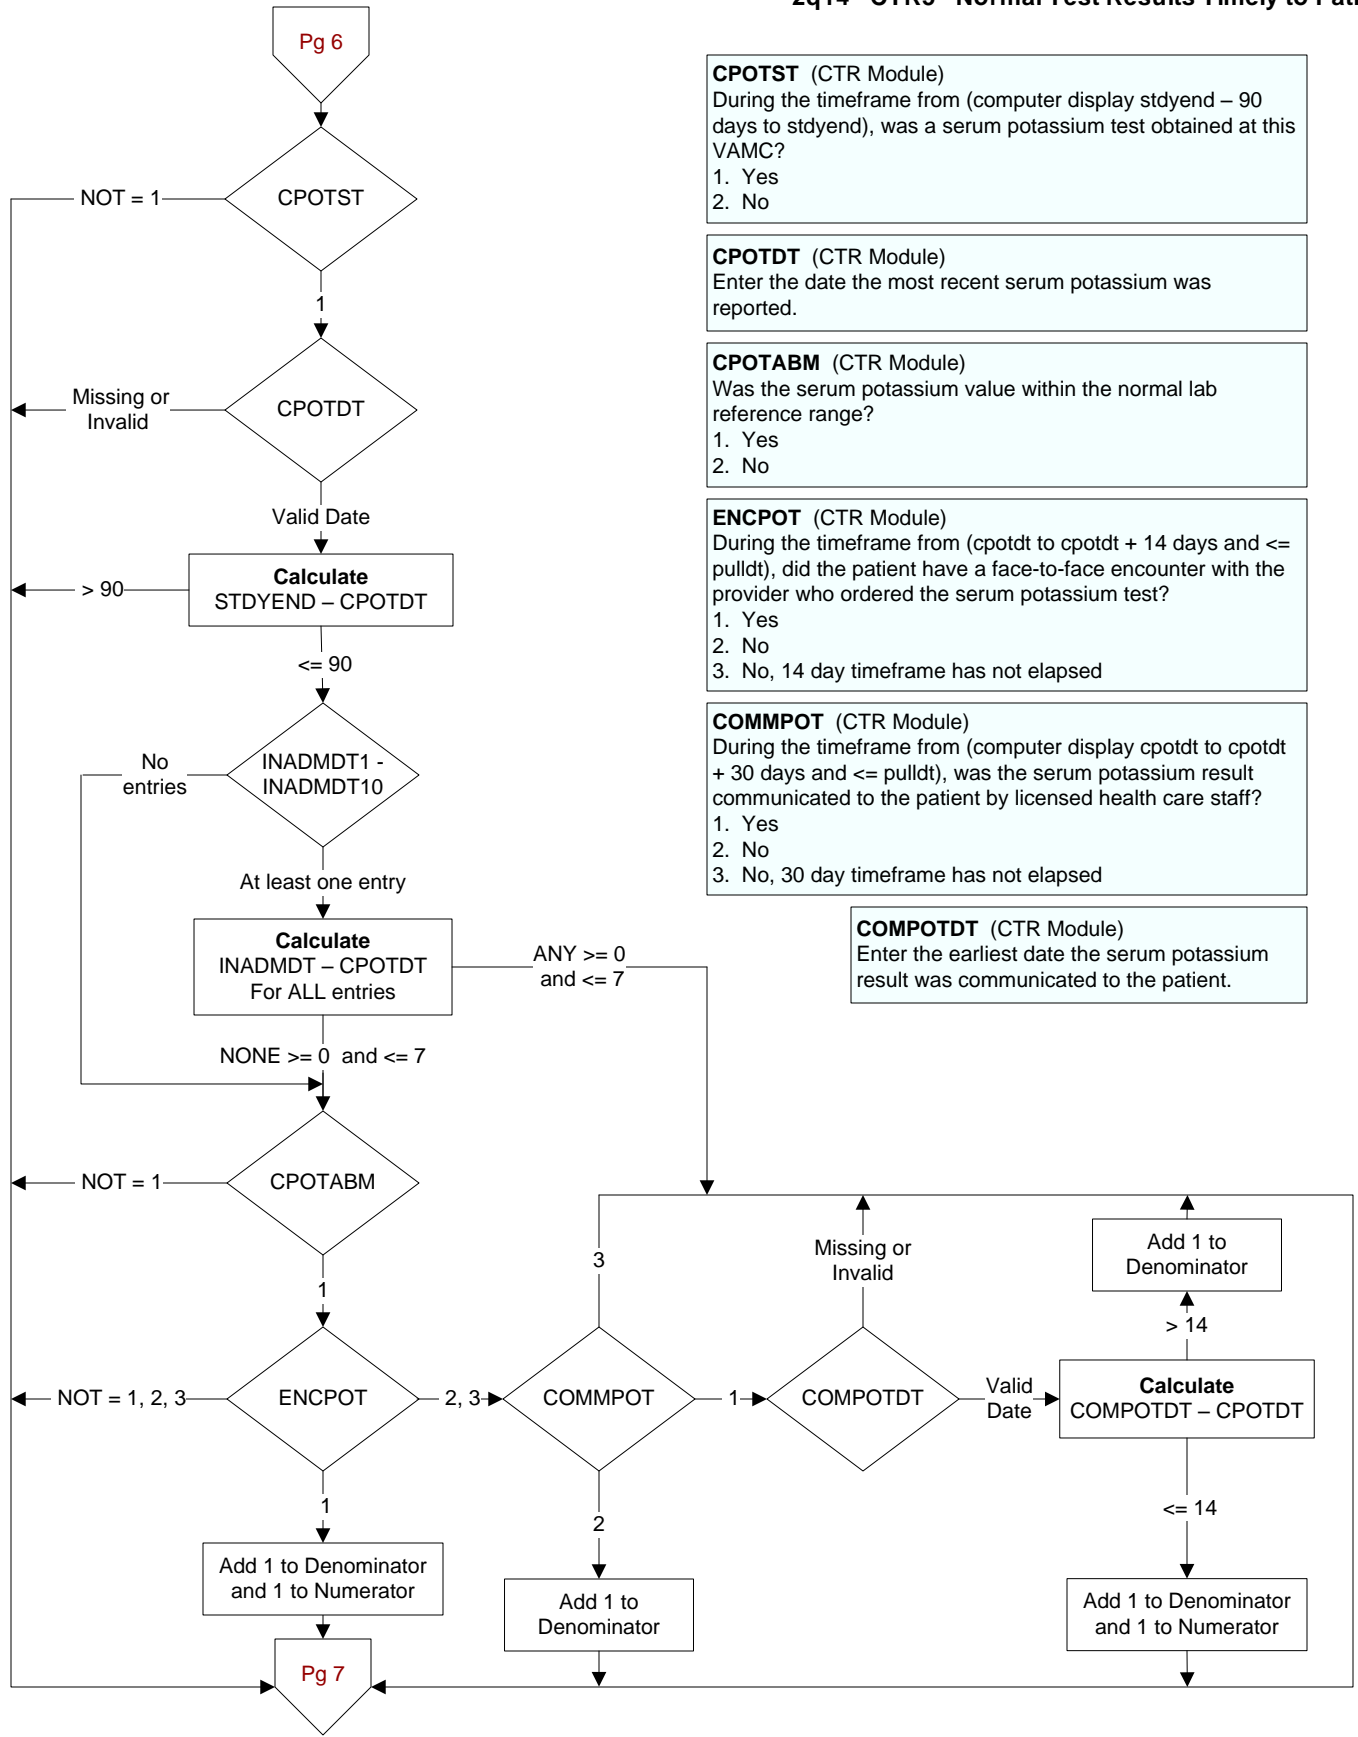 2q14 - CTR5 - Normal Test Results Timely to
Pg 6
CPOTST
NOT = 1
1
CPOTDT
Missing or
Invalid
Valid Date
Calculate
STDYEND – CPOTDT
> 90
<= 90
INADMDT1 -
INADMDT10
No
entries
At least one entry
Calculate
INADMDT – CPOTDT
For ALL entries
ANY >= 0
and <= 7
NONE >= 0 and <= 7
CPOTABM
NOT = 1
1
ENCPOT
NOT = 1, 2, 3
2, 3
1
Add 1 to Denominator
and 1 to Numerator
Pg 7
COMMPOT
3
1
2
Add 1 to
Denominator
COMPOTDT
Missing or
Invalid
Valid
Date
Calculate
COMPOTDT – CPOTDT
> 14
Add 1 to
Denominator
<= 14
Add 1 to Denominator
and 1 to Numerator
CPOTST (CTR Module)
During the timeframe from (computer display stdyend – 90
days to stdyend), was a serum potassium test obtained at this
VAMC?
1. Yes
2. No
CPOTDT (CTR Module)
Enter the date the most recent serum potassium was
reported.
CPOTABM (CTR Module)
Was the serum potassium value within the normal lab
reference range?
1. Yes
2. No
ENCPOT (CTR Module)
During the timeframe from (cpotdt to cpotdt + 14 days and <=
pulldt), did the patient have a face-to-face encounter with the
provider who ordered the serum potassium test?
1. Yes
2. No
3. No, 14 day timeframe has not elapsed
COMMPOT (CTR Module)
During the timeframe from (computer display cpotdt to cpotdt
+ 30 days and <= pulldt), was the serum potassium result
communicated to the patient by licensed health care staff?
1. Yes
2. No
3. No, 30 day timeframe has not elapsed
COMPOTDT (CTR Module)
Enter the earliest date the serum potassium
result was communicated to the patient.